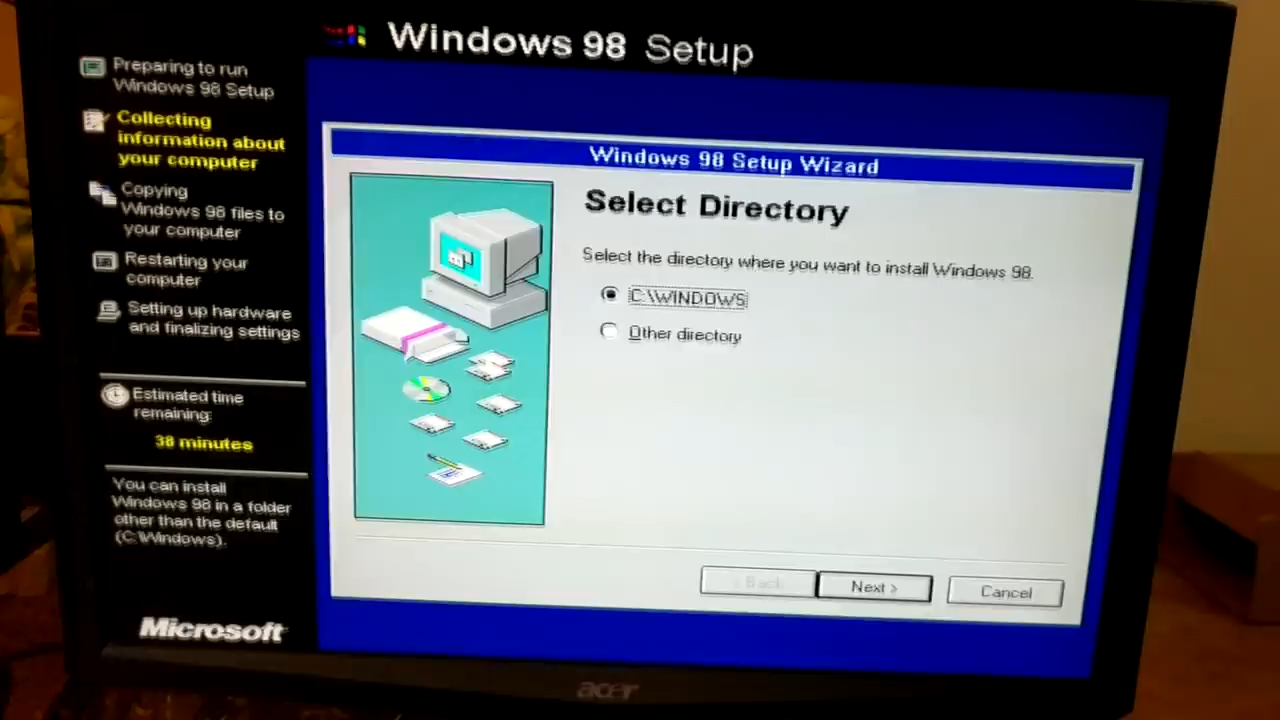 Windows 98 Setup
Preparing to run
Windows 98 Setup
Collecting
information about
your computer
Copying
Windows 98 files to
your computer
Restarting your
computer
Setting up hardware
and finalizing settings
Estimated time
remaining:
38 minutes
You can install
Windows 98 in a folder
other than the default
(C:\Windows).
Microsoft
Windows 98 Setup Wizard
Select Directory
Select the directory where you want to install Windows 98.
C:\WINDOWS
Other directory
< Back
Next >
Cancel
acer